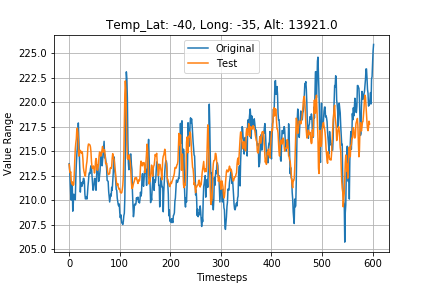 Temp_Lat: -40, Long: -35, Alt: 13921.0
Original
Test
Value Range
225.0
222.5
220.0
217.5
215.0
212.5
210.0
207.5
205.0
0 100 200 300 400 500 600
Timesteps